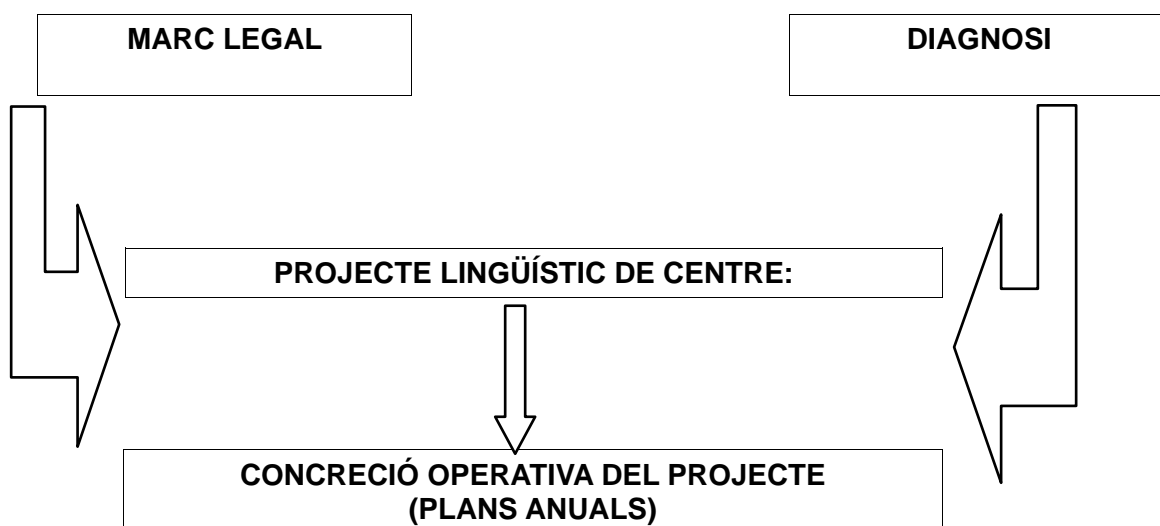 MARC LEGAL
DIAGNOSI
PROJECTE LINGÜÍSTIC DE CENTRE:
CONCRECIÓ OPERATIVA DEL PROJECTE
(PLANS ANUALS)